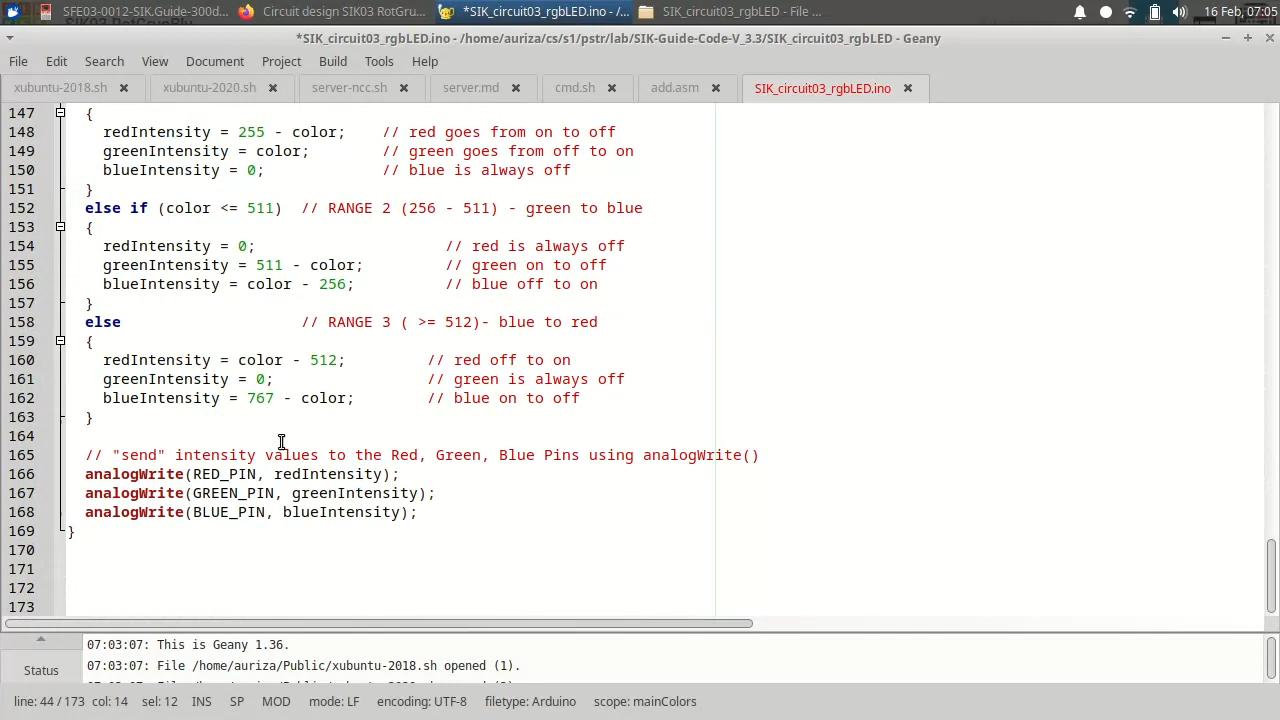 SFE03-0012-SIK.Guide-300d... Circuit design SIK03 RotGru... *SIK_circuit03_rgbLED.ino - /... SIK_circuit03_rgbLED - File ... 16 Feb, 07:05
*SIK_circuit03_rgbLED.ino - /home/auriza/cs/s1/pstr/lab/SIK-Guide-Code-V_3.3/SIK_circuit03_rgbLED - Geany
File Edit Search View Document Project Build Tools Help
xubuntu-2018.sh xubuntu-2020.sh server-ncc.sh server.md cmd.sh add.asm SIK_circuit03_rgbLED.ino
147 {
148 redIntensity = 255 - color; // red goes from on to off
149 greenIntensity = color; // green goes from off to on
150 blueIntensity = 0; // blue is always off
151 }
152 else if (color <= 511) // RANGE 2 (256 - 511) - green to blue
153 {
154 redIntensity = 0; // red is always off
155 greenIntensity = 511 - color; // green on to off
156 blueIntensity = color - 256; // blue off to on
157 }
158 else // RANGE 3 ( >= 512)- blue to red
159 {
160 redIntensity = color - 512; // red off to on
161 greenIntensity = 0; // green is always off
162 blueIntensity = 767 - color; // blue on to off
163 }
164
165 // "send" intensity values to the Red, Green, Blue Pins using analogWrite()
166 analogWrite(RED_PIN, redIntensity);
167 analogWrite(GREEN_PIN, greenIntensity);
168 analogWrite(BLUE_PIN, blueIntensity);
169 }
170
171
172
173
07:03:07: This is Geany 1.36.
Status 07:03:07: File /home/auriza/Public/xubuntu-2018.sh opened (1).
line: 44 / 173 col: 14 sel: 12 INS SP MOD mode: LF encoding: UTF-8 filetype: Arduino scope: mainColors